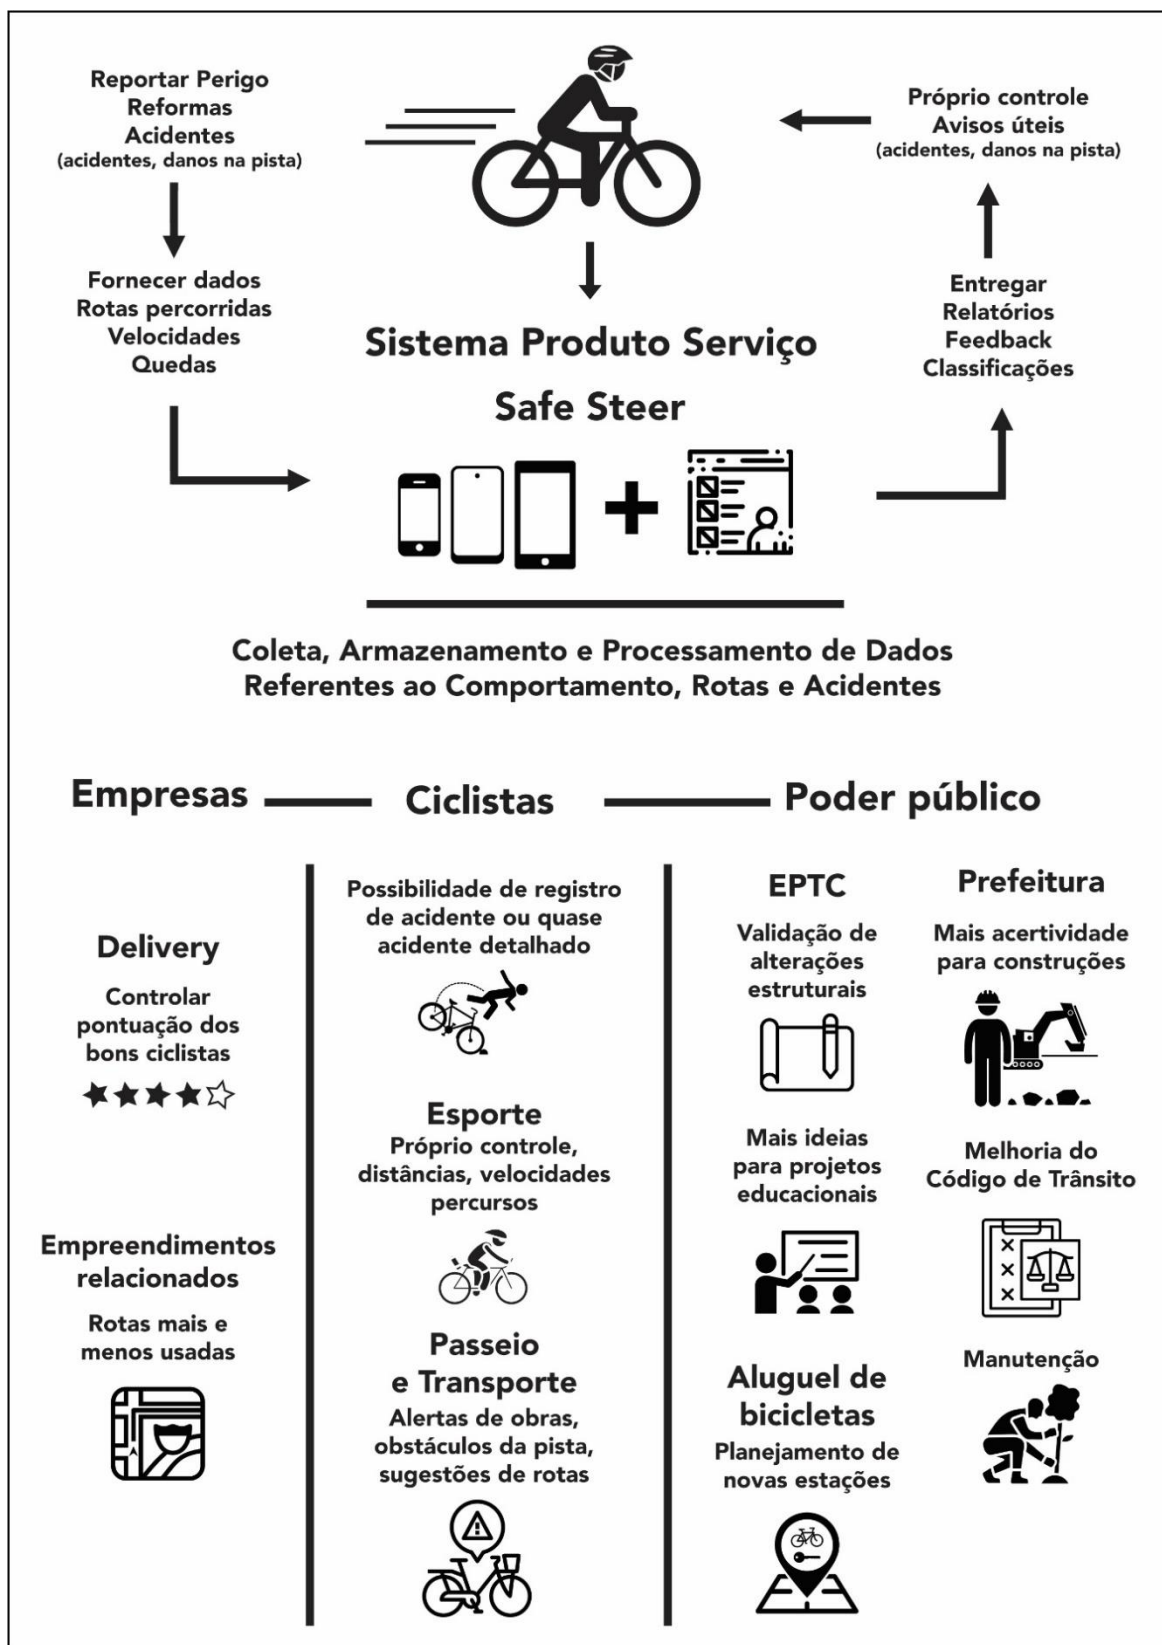 Reportar Perigo
Reformas
Acidentes
(acidentes, danos na pista)
Fornecer dados
Rotas percorridas
Velocidades
Quedas
Próprio controle
Avisos úteis
(acidentes, danos na pista)
Entregar
Relatórios
Feedback
Classificações
Sistema Produto Serviço
Safe Steer
Coleta, Armazenamento e Processamento de Dados
Referentes ao Comportamento, Rotas e Acidentes
Empresas
Ciclistas
Poder público
Delivery
Controlar
pontuação dos
bons ciclistas
Empreendimentos
relacionados
Rotas mais e
menos usadas
Possibilidade de registro
de acidente ou quase
acidente detalhado
Esporte
Próprio controle,
distâncias, velocidades
percursos
Passeio
e Transporte
Alertas de obras,
obstáculos da pista,
sugestões de rotas
EPTC
Validação de
alterações
estruturais
Mais ideias
para projetos
educacionais
Aluguel de
bicicletas
Planejamento de
novas estações
Prefeitura
Mais acertividade
para construções
Melhoria do
Código de Trânsito
Manutenção